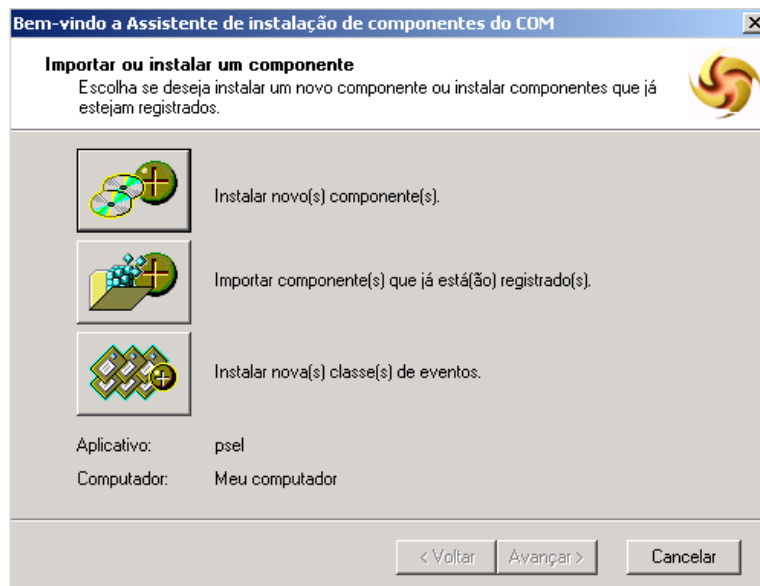 Bem-vindo a Assistente de instalação de componentes do COM
Importar ou instalar um componente
Escolha se deseja instalar um novo componente ou instalar componentes que já
estejam registrados.
Instalar novo(s) componente(s).
Importar componente(s) que já está(ão) registrado(s).
Instalar nova(s) classe(s) de eventos.
Aplicativo: psel
Computador: Meu computador
< Voltar Avançar > Cancelar